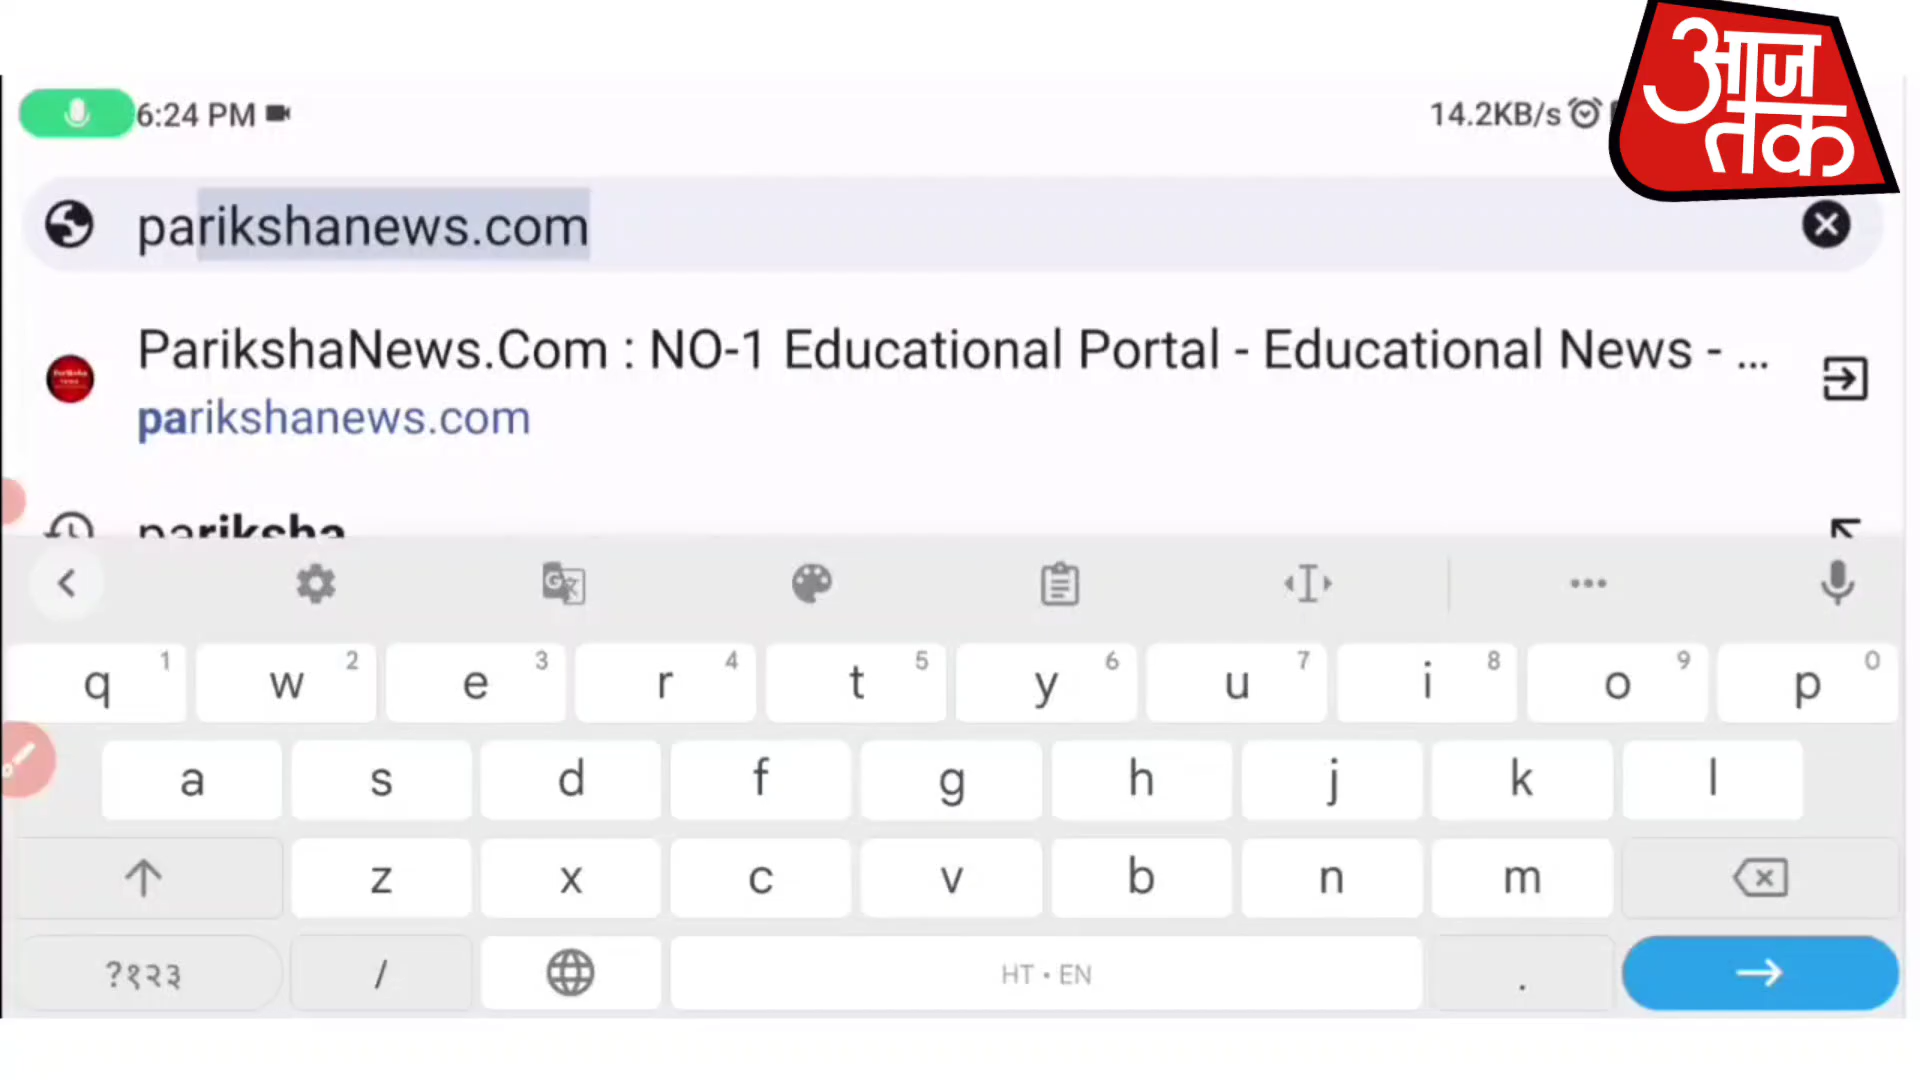 आज तक
6:24 PM
14.2KB/s
parikshanews.com
ParikshaNews.Com : NO-1 Educational Portal - Educational News - ...
parikshanews.com
pariksha
q 1 w 2 e 3 r 4 t 5 y 6 u 7 i 8 o 9 p 0
a s d f g h j k l
z x c v b n m
?१२३ / HT • EN .